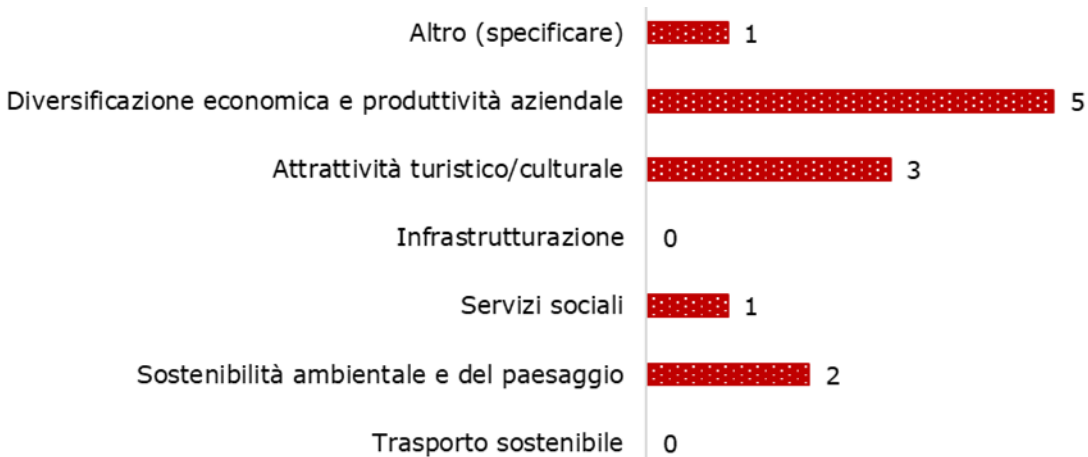 Altro (specificare) 1
Diversificazione economica e produttività aziendale 5
Attrattività turistico/culturale 3
Infrastrutturazione 0
Servizi sociali 1
Sostenibilità ambientale e del paesaggio 2
Trasporto sostenibile 0